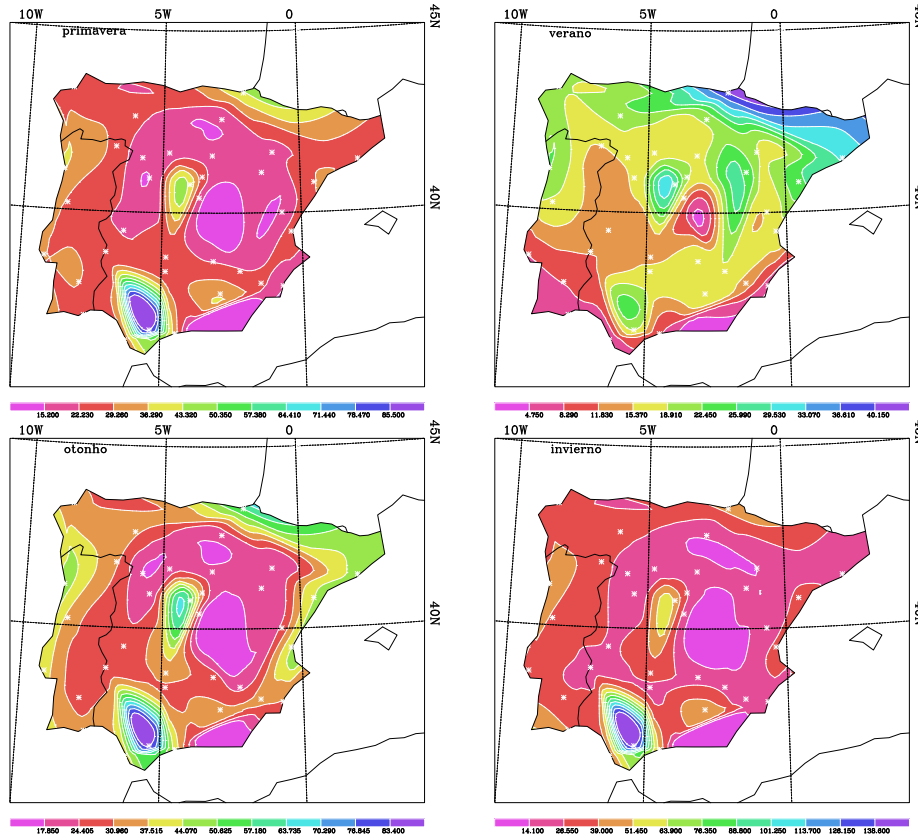 10W 5W 0 45N
primavera
40N
15.200 22.230 29.260 36.290 43.320 50.350 57.380 64.410 71.440 78.470 85.500
10W 5W 0
verano
4.750 8.290 11.830 15.370 18.910 22.450 25.990 29.530 33.070 36.610 40.150
10W 5W 0 45N
otonho
40N
17.850 24.405 30.960 37.515 44.070 50.625 57.180 63.735 70.290 76.845 83.400
10W 5W 0
invierno
14.100 26.550 39.000 51.450 63.900 76.350 88.800 101.250 113.700 126.150 138.600